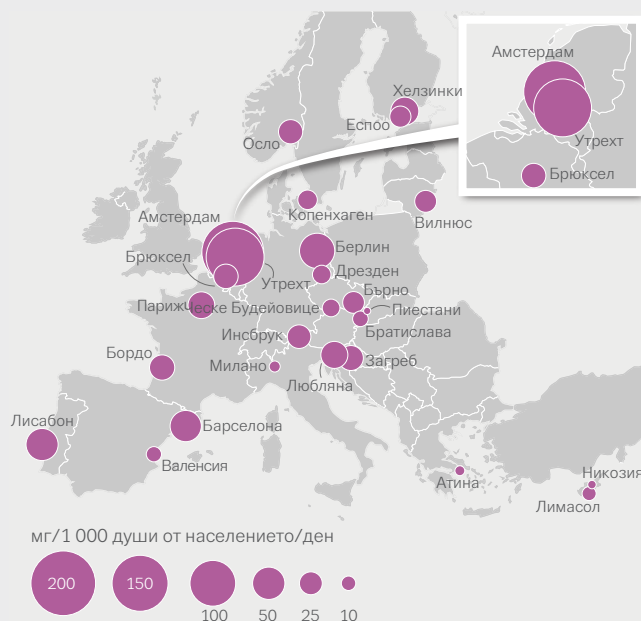 Амстердам
Утрехт
Брюксел
Хелзинки
Еспоо
Осло
Копенхаген
Вилнюс
Амстердам
Берлин
Брюксел
Утрехт
Дрезден
Бърно
Париж
Ческе Будейовице
Пиестани
Братислава
Инсбрук
Бордо
Милано
Загреб
Любляна
Лисабон
Барселона
Валенсия
Атина
Никозия
Лимасол
мг/1 000 души от населението/ден
200 150 100 50 25 10